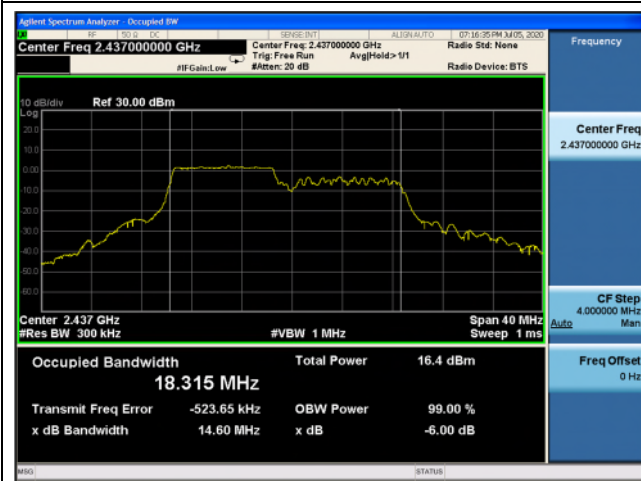 Agilent Spectrum Analyzer - Occupied BW
RF 50 Ω DC SENSE:INT ALIGN AUTO 07:16:35 PM Jul 05, 2020
Center Freq 2.437000000 GHz
Center Freq: 2.437000000 GHz
Radio Std: None
Trig: Free Run Avg|Hold:> 1/1
#IFGain:Low #Atten: 20 dB Radio Device: BTS
Frequency
10 dB/div Ref 30.00 dBm
Log
20.0
10.0
0.00
-10.0
-20.0
-30.0
-40.0
-50.0
-60.0
Center Freq
2.437000000 GHz
Center 2.437 GHz Span 40 MHz
#Res BW 300 kHz #VBW 1 MHz Sweep 1 ms
CF Step
4.000000 MHz
Auto Man
Occupied Bandwidth Total Power 16.4 dBm
18.315 MHz
Transmit Freq Error -523.65 kHz OBW Power 99.00 %
x dB Bandwidth 14.60 MHz x dB -6.00 dB
Freq Offset
0 Hz
MSG STATUS